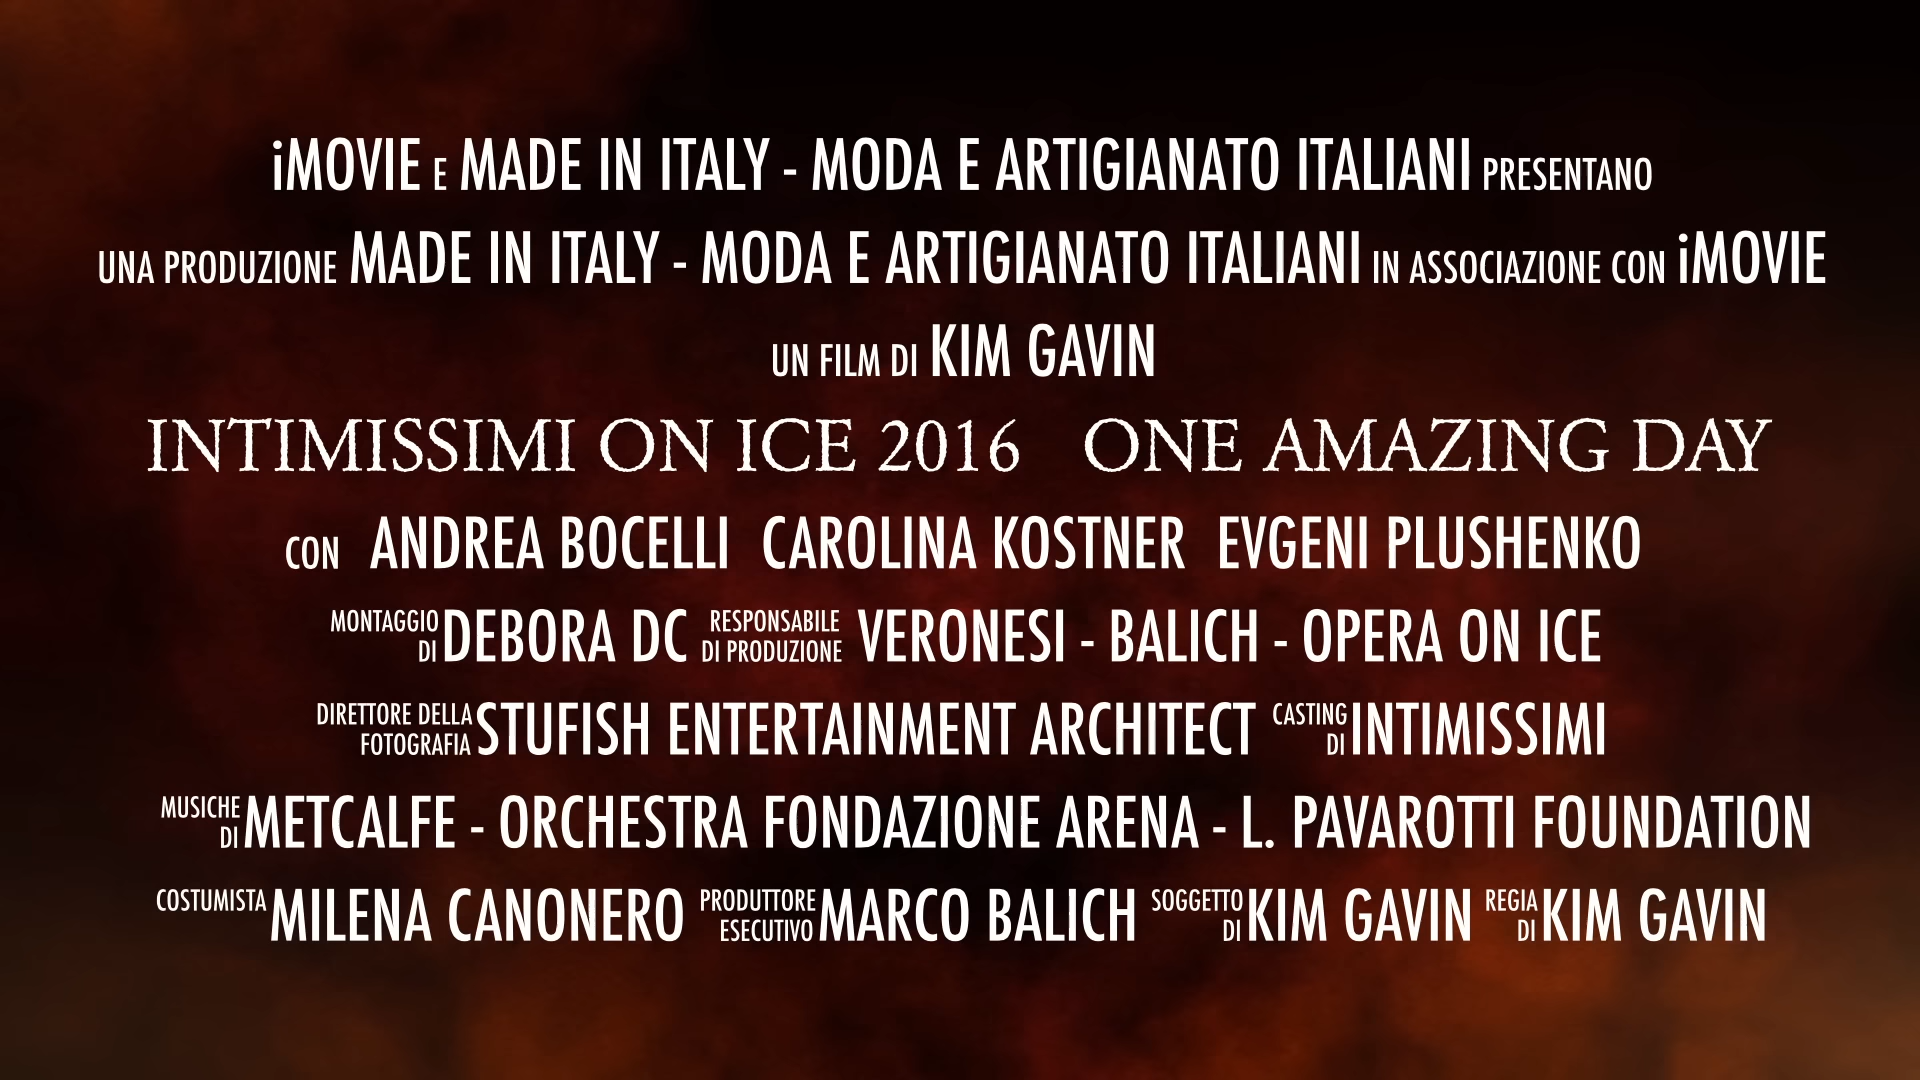 iMOVIE E MADE IN ITALY - MODA E ARTIGIANATO ITALIANI PRESENTANO
UNA PRODUZIONE MADE IN ITALY - MODA E ARTIGIANATO ITALIANI IN ASSOCIAZIONE CON iMOVIE
UN FILM DI KIM GAVIN
INTIMISSIMI ON ICE 2016 ONE AMAZING DAY
CON ANDREA BOCELLI CAROLINA KOSTNER EVGENI PLUSHENKO
MONTAGGIO DI DEBORA DC RESPONSABILE DI PRODUZIONE VERONESI - BALICH - OPERA ON ICE
DIRETTORE DELLA FOTOGRAFIA STUFISH ENTERTAINMENT ARCHITECT CASTING DI INTIMISSIMI
MUSICHE DI METCALFE - ORCHESTRA FONDAZIONE ARENA - L. PAVAROTTI FOUNDATION
COSTUMISTA MILENA CANONERO PRODUTTORE ESECUTIVO MARCO BALICH SOGGETTO DI KIM GAVIN REGIA DI KIM GAVIN